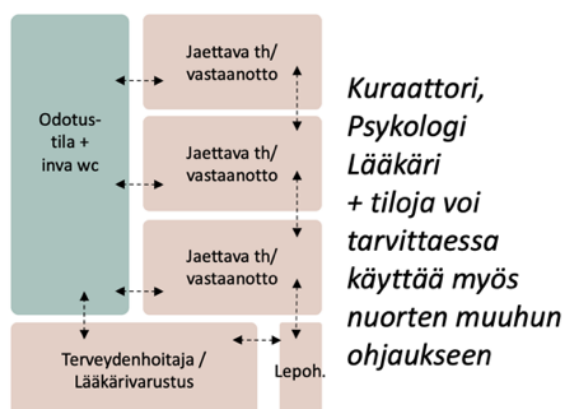 Odotus-
tila +
inva wc
Jaettava th/
vastaanotto
Jaettava th/
vastaanotto
Jaettava th/
vastaanotto
Terveydenhoitaja /
Lääkärivarustus
Lepoh.
Kuraattori,
Psykologi
Lääkäri
+ tiloja voi
tarvittaessa
käyttää myös
nuorten muuhun
ohjaukseen